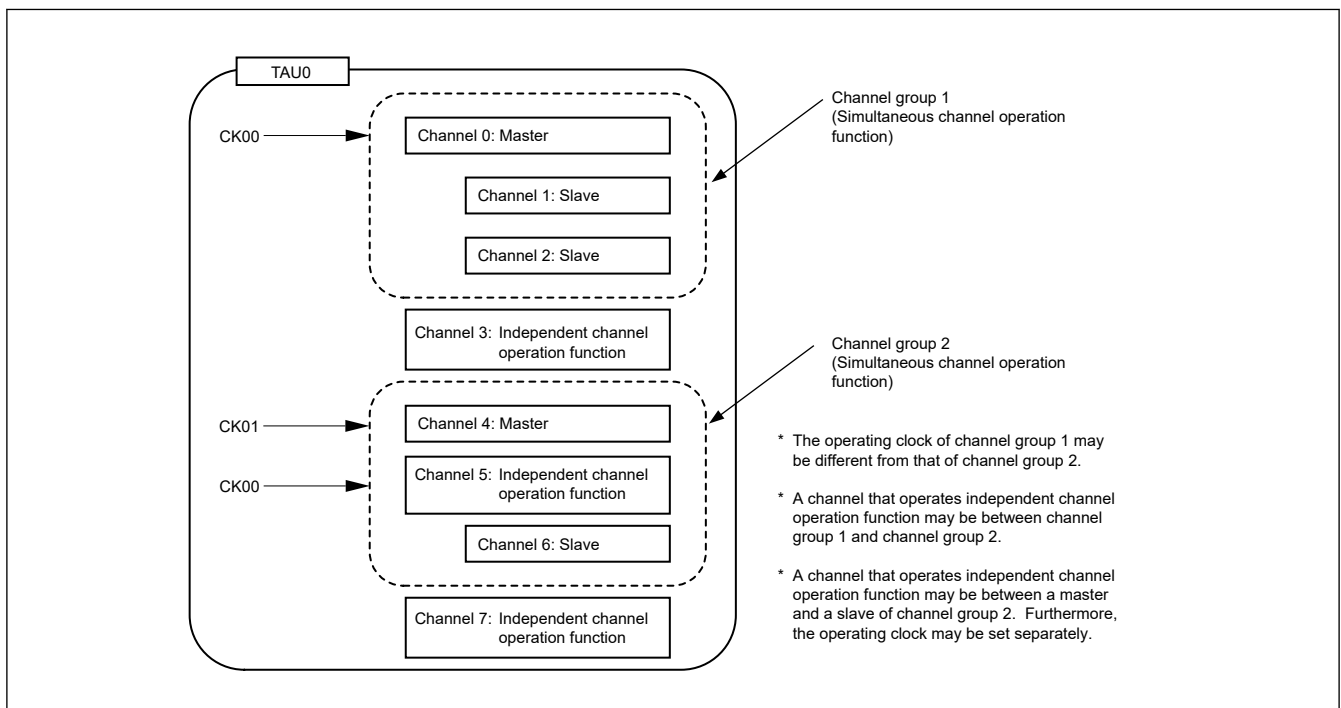 TAU0
CK00
Channel 0: Master
Channel 1: Slave
Channel 2: Slave
Channel group 1
(Simultaneous channel operation
function)
Channel 3: Independent channel
operation function
Channel group 2
(Simultaneous channel operation
function)
CK01
Channel 4: Master
CK00
Channel 5: Independent channel
operation function
Channel 6: Slave
Channel 7: Independent channel
operation function
* The operating clock of channel group 1 may
be different from that of channel group 2.
* A channel that operates independent channel
operation function may be between channel
group 1 and channel group 2.
* A channel that operates independent channel
operation function may be between a master
and a slave of channel group 2. Furthermore,
the operating clock may be set separately.